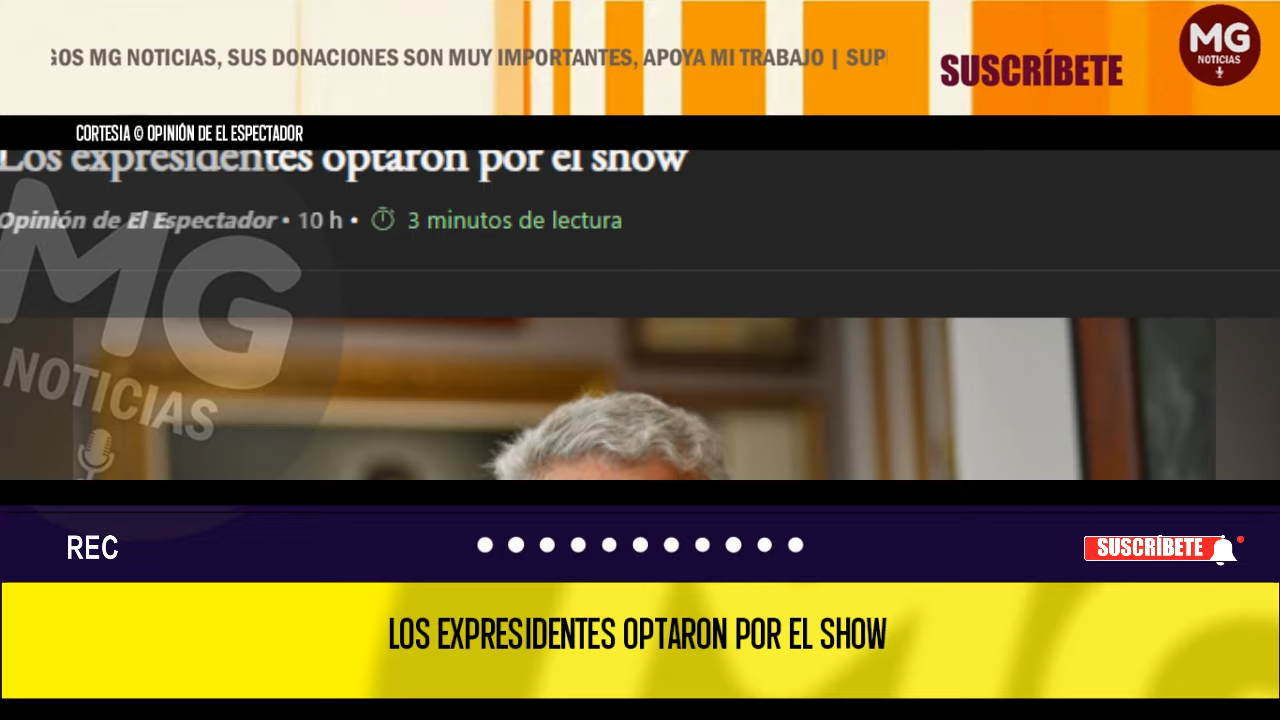 GOS MG NOTICIAS, SUS DONACIONES SON MUY IMPORTANTES, APOYA MI TRABAJO | SUP
SUSCRÍBETE
MG
NOTICIAS
CORTESIA © OPINIÓN DE EL ESPECTADOR
Los expresidentes optaron por el show
Opinión de El Espectador • 10 h • 3 minutos de lectura
MG
NOTICIAS
REC
SUSCRÍBETE
LOS EXPRESIDENTES OPTARON POR EL SHOW